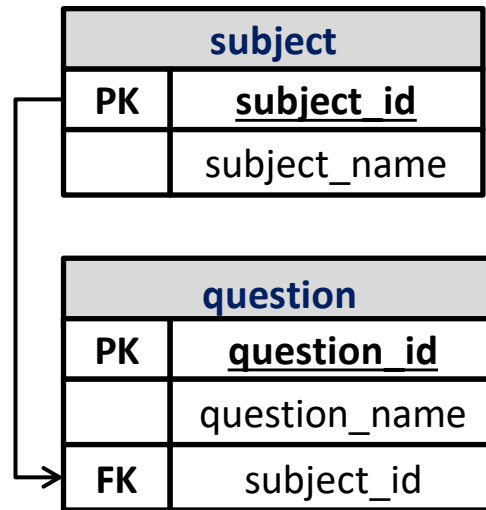 subject
PK subject_id
subject_name
question
PK question_id
question_name
FK subject_id